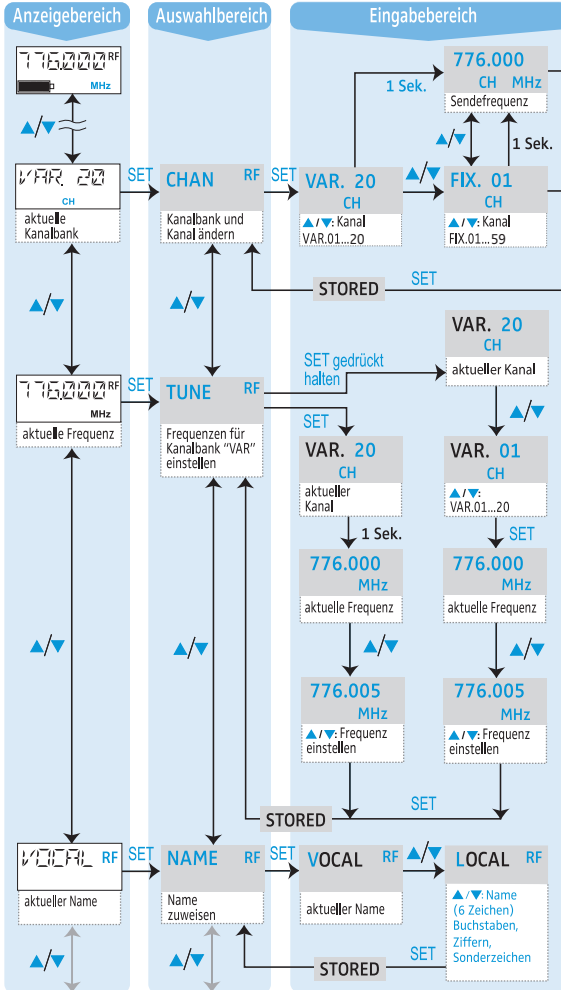 Anzeigebereich
Auswahlbereich
Eingabebereich
776.000 RF
MHz
776.000
CH MHz
Sendefrequenz
1 Sek.
▲/▼
▲/▼
1 Sek.
VAR. 20
CH
aktuelle
Kanalbank
SET
CHAN RF
Kanalbank und
Kanal ändern
SET
VAR. 20
CH
▲/▼: Kanal
VAR.01...20
▲/▼
FIX. 01
CH
▲/▼: Kanal
FIX.01...59
STORED
SET
▲/▼
▲/▼
776.000 RF
MHz
aktuelle Frequenz
SET
TUNE RF
Frequenzen für
Kanalbank "VAR"
einstellen
SET gedrückt
halten
VAR. 20
CH
aktueller Kanal
SET
▲/▼
VAR. 20
CH
aktueller
Kanal
VAR. 01
CH
▲/▼:
VAR.01...20
1 Sek.
SET
776.000
MHz
aktuelle Frequenz
776.000
MHz
aktuelle Frequenz
▲/▼
▲/▼
▲/▼
▲/▼
776.005
MHz
▲/▼: Frequenz
einstellen
776.005
MHz
▲/▼: Frequenz
einstellen
STORED
SET
VOCAL RF
aktueller Name
SET
NAME RF
Name
zuweisen
SET
VOCAL RF
aktueller Name
▲/▼
LOCAL RF
▲/▼: Name
(6 Zeichen)
Buchstaben,
Ziffern,
Sonderzeichen
STORED
SET
▲/▼
▲/▼